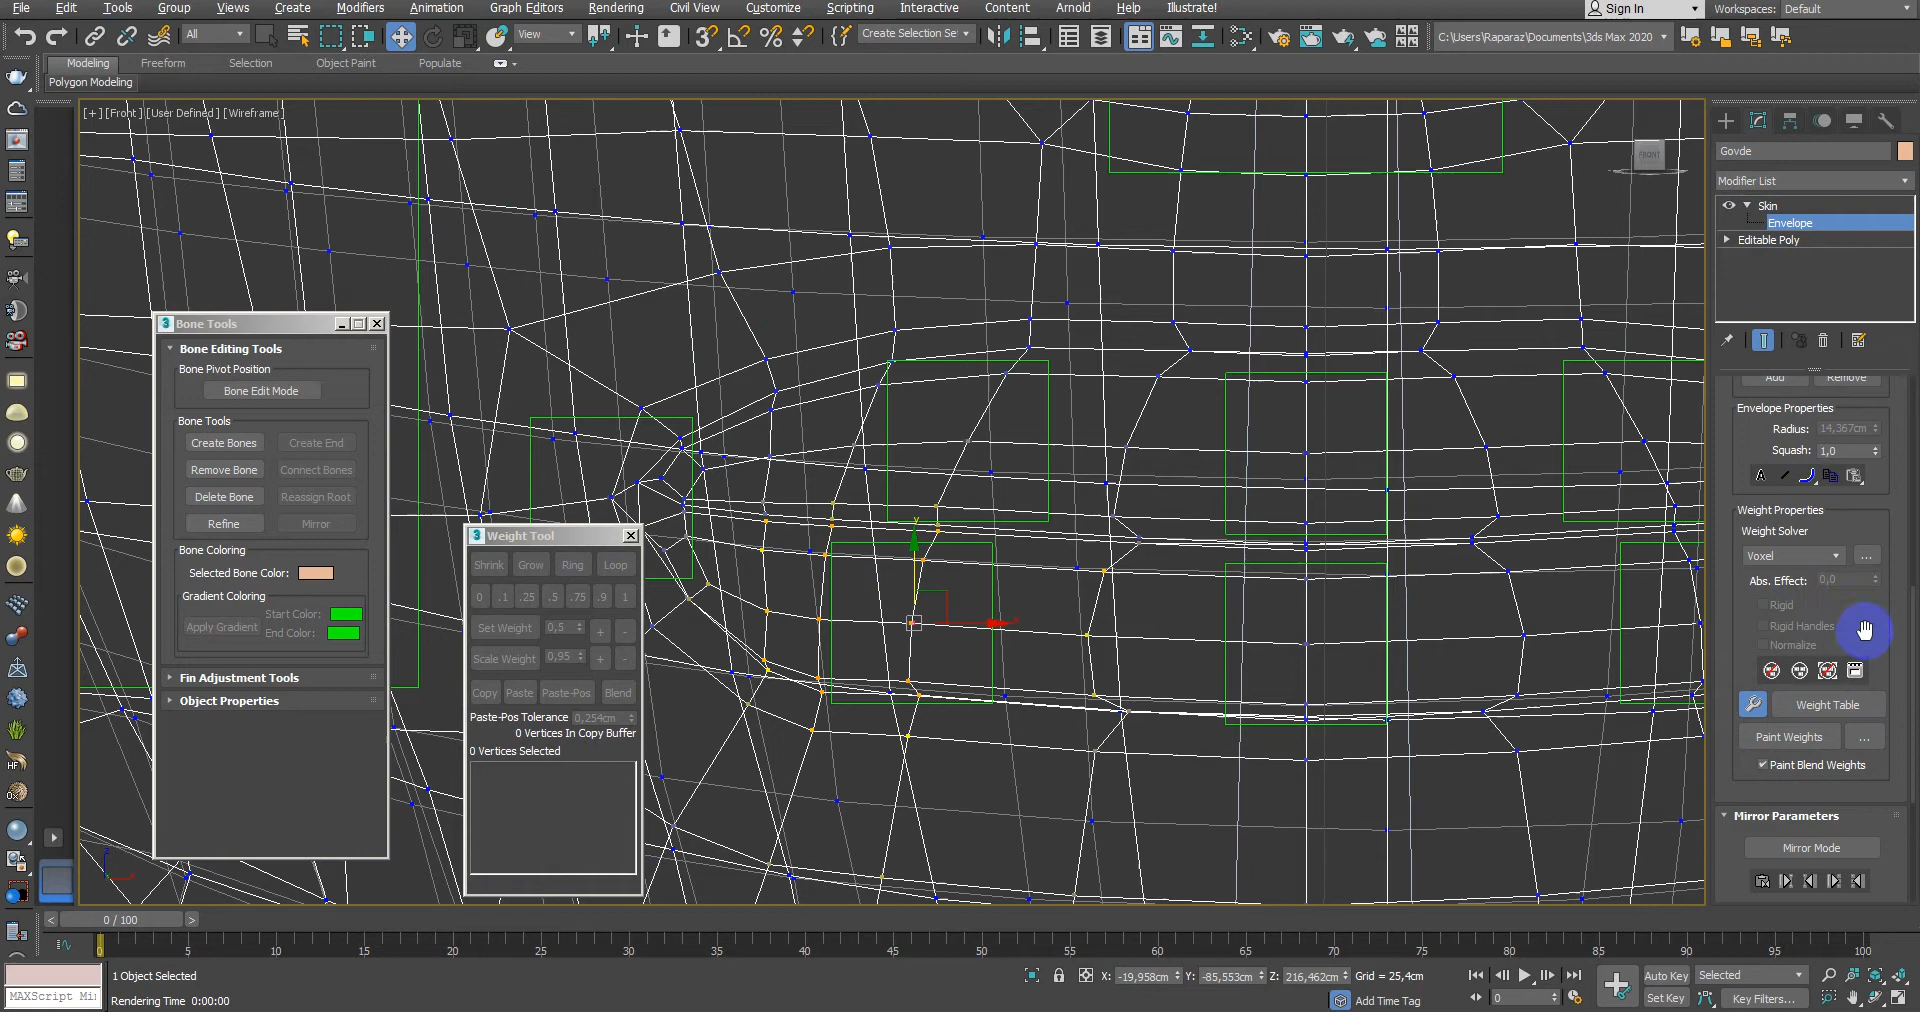 File Edit Tools Group Views Create Modifiers Animation Graph Editors Rendering Civil View Customize Scripting Interactive Content Arnold Help Illustrate! Sign In Workspaces: Default
All View Create Selection Se C:\Users\Raparaz\Documents\3ds Max 2020
Modeling Freeform Selection Object Paint Populate
Polygon Modeling
[+] [Front] [User Defined] [Wireframe]
FRONT
Govde
Modifier List
Skin
Envelope
Editable Poly
Bone Tools
Bone Editing Tools
Bone Pivot Position
Bone Edit Mode
Bone Tools
Create Bones Create End
Remove Bone Connect Bones
Delete Bone Reassign Root
Refine Mirror
Bone Coloring
Selected Bone Color:
Gradient Coloring
Apply Gradient Start Color:
End Color:
Fin Adjustment Tools
Object Properties
Weight Tool
Shrink Grow Ring Loop
0 .1 .25 .5 .75 .9 1
Set Weight 0,5 + -
Scale Weight 0,95 + -
Copy Paste Paste-Pos Blend
Paste-Pos Tolerance 0,254cm
0 Vertices In Copy Buffer
0 Vertices Selected
y
x
Add Remove
Envelope Properties
Radius: 14,367cm
Squash: 1,0
A
Weight Properties
Weight Solver
Voxel ...
Abs. Effect: 0,0
Rigid
Rigid Handles
Normalize
Weight Table
Paint Weights ...
Paint Blend Weights
Mirror Parameters
Mirror Mode
0 / 100
0 5 10 15 20 25 30 35 40 45 50 55 60 65 70 75 80 85 90 95 100
1 Object Selected X: -19,958cm Y: -85,553cm Z: 216,462cm Grid = 25,4cm Auto Key Selected
MAXScript Mi Rendering Time 0:00:00 Add Time Tag 0 Set Key Key Filters...